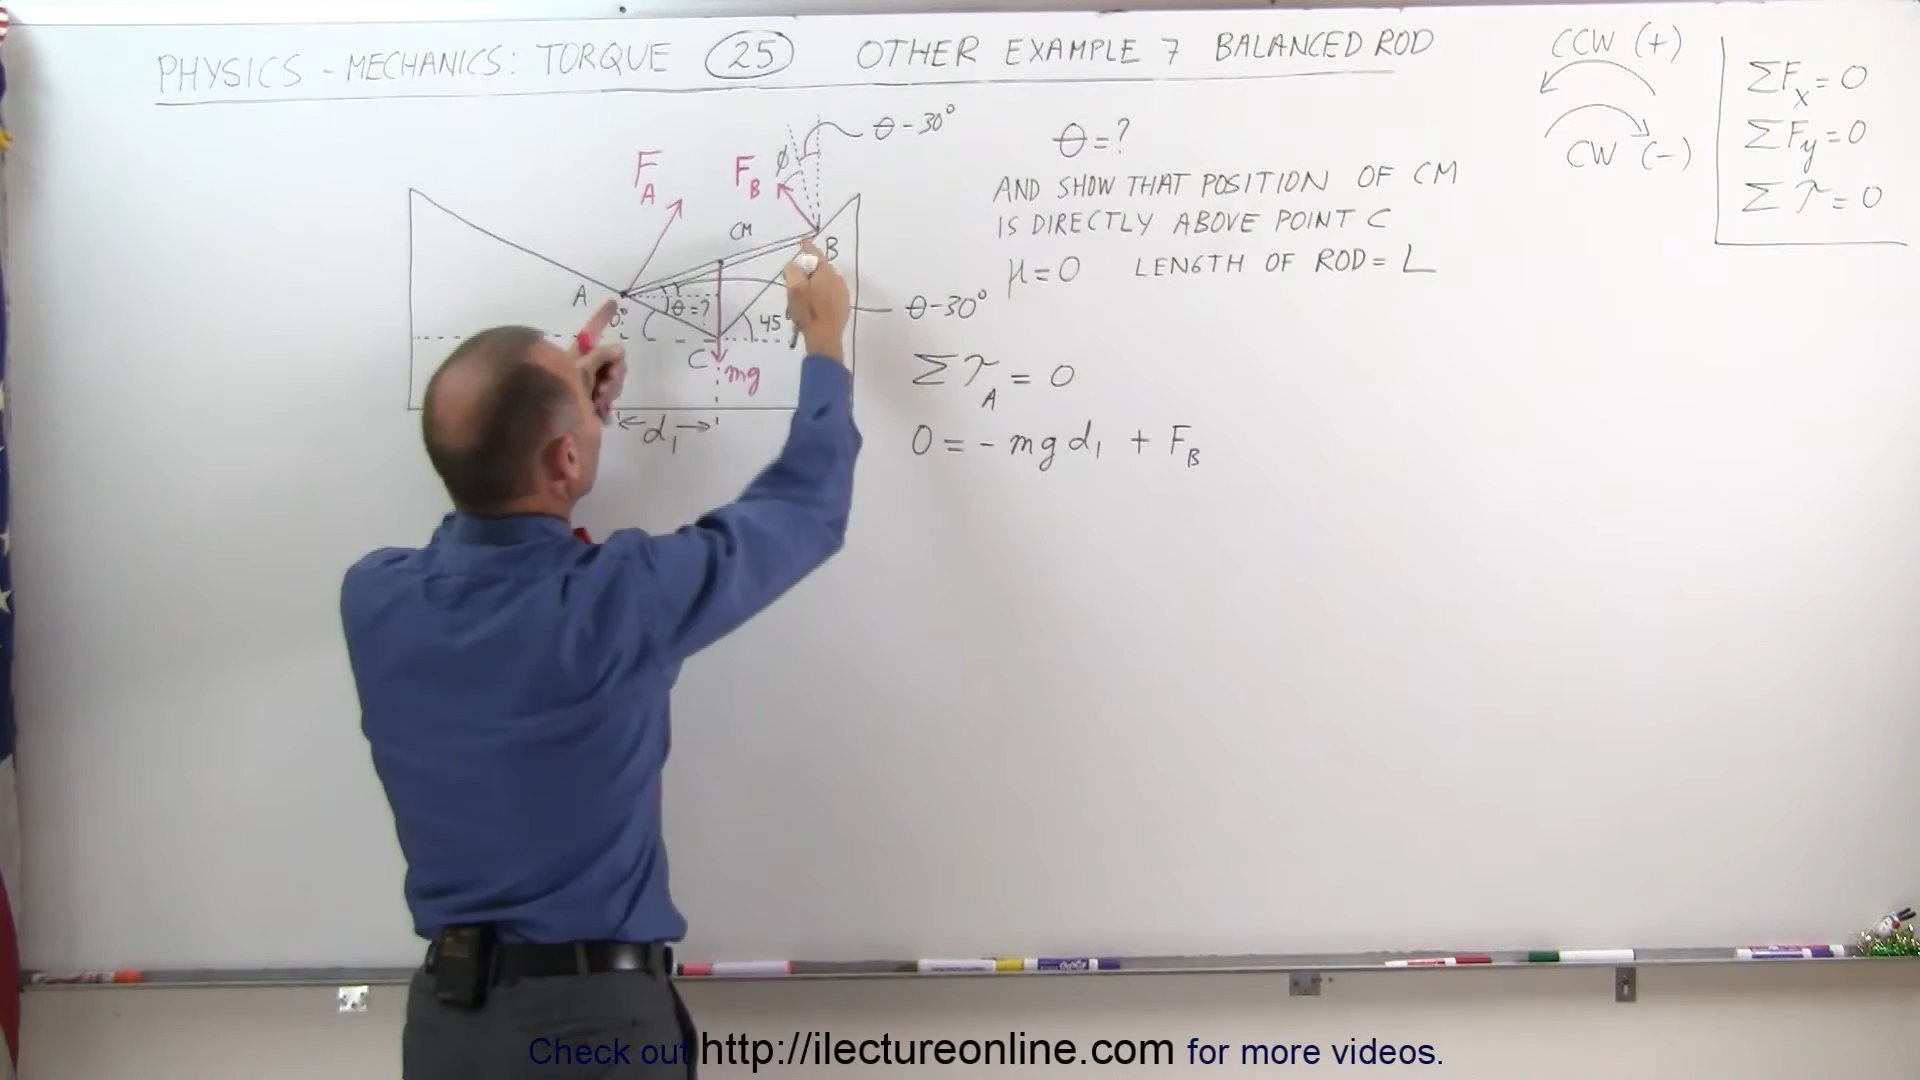 PHYSICS - MECHANICS: TORQUE 25 OTHER EXAMPLE 7 BALANCED ROD
CCW (+)
CW (-)
ΣFx = 0
ΣFy = 0
Στ = 0
θ = ?
AND SHOW THAT POSITION OF CM
IS DIRECTLY ABOVE POINT C
μ = 0 LENGTH OF ROD = L
θ - 30°
ϕ
FA
FB
CM
B
A
θ = ?
45
θ - 30°
C
mg
d₁
ΣτA = 0
0 = - mg d₁ + FB
Check out http://ilectureonline.com for more videos.